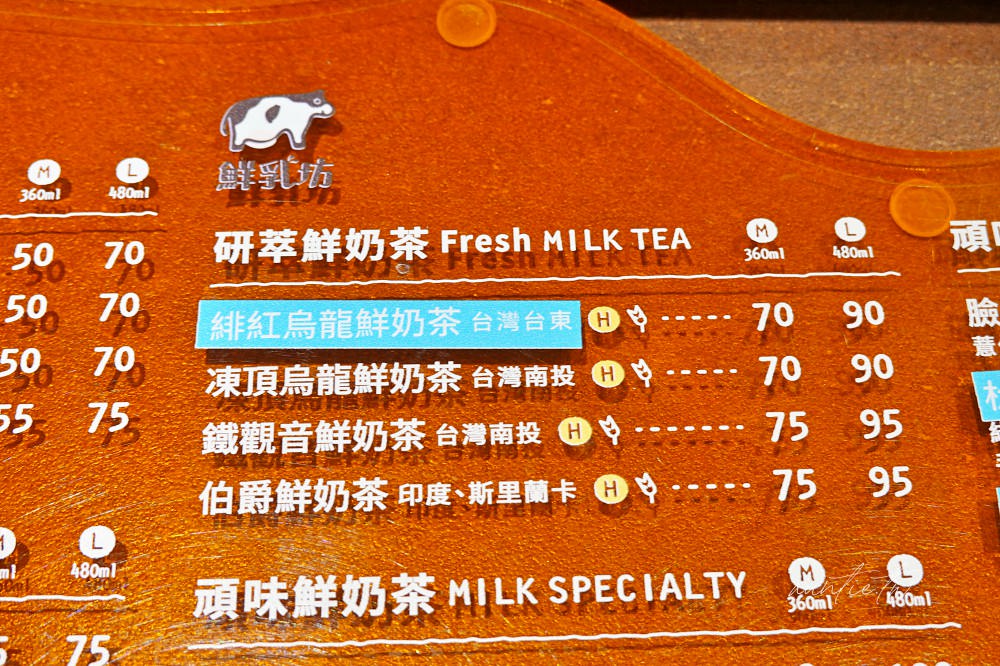 鮮乳坊
M L
360ml 480ml
50 70
50 70
50 70
55 75
L
480ml
75
研萃鮮奶茶 Fresh MILK TEA M L
360ml 480ml
緋紅烏龍鮮奶茶 台灣台東 H 70 90
凍頂烏龍鮮奶茶 台灣南投 H 70 90
鐵觀音鮮奶茶 台灣南投 H 75 95
伯爵鮮奶茶 印度、斯里蘭卡 H 75 95
頑味鮮奶茶 MILK SPECIALTY M L
360ml 480ml
頑
臉
薏